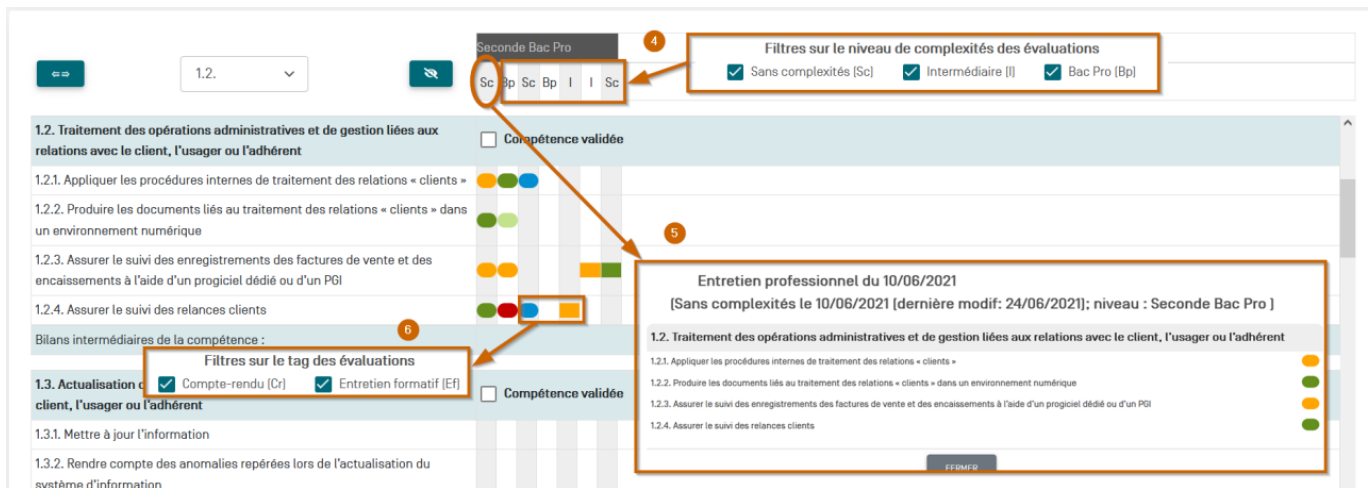 Seconde Bac Pro
4
Filtres sur le niveau de complexités des évaluations
Sans complexités (Sc) Intermédiaire (I) Bac Pro (Bp)
1.2.
Sc Bp Sc Bp I I Sc
1.2. Traitement des opérations administratives et de gestion liées aux
relations avec le client, l'usager ou l'adhérent
Compétence validée
1.2.1. Appliquer les procédures internes de traitement des relations « clients »
1.2.2. Produire les documents liés au traitement des relations « clients » dans
un environnement numérique
5
1.2.3. Assurer le suivi des enregistrements des factures de vente et des
encaissements à l'aide d'un progiciel dédié ou d'un PGI
1.2.4. Assurer le suivi des relances clients
Bilans intermédiaires de la compétence :
6
Filtres sur le tag des évaluations
Compte-rendu (Cr) Entretien formatif (Ef)
1.3. Actualisation
client, l'usager ou l'adhérent
Compétence validée
1.3.1. Mettre à jour l'information
1.3.2. Rendre compte des anomalies repérées lors de l'actualisation du
système d'information
Entretien professionnel du 10/06/2021
(Sans complexités le 10/06/2021 (dernière modif: 24/06/2021); niveau : Seconde Bac Pro )
1.2. Traitement des opérations administratives et de gestion liées aux relations avec le client, l'usager ou l'adhérent
1.2.1. Appliquer les procédures internes de traitement des relations « clients »
1.2.2. Produire les documents liés au traitement des relations « clients » dans un environnement numérique
1.2.3. Assurer le suivi des enregistrements des factures de vente et des encaissements à l'aide d'un progiciel dédié ou d'un PGI
1.2.4. Assurer le suivi des relances clients
FERMER